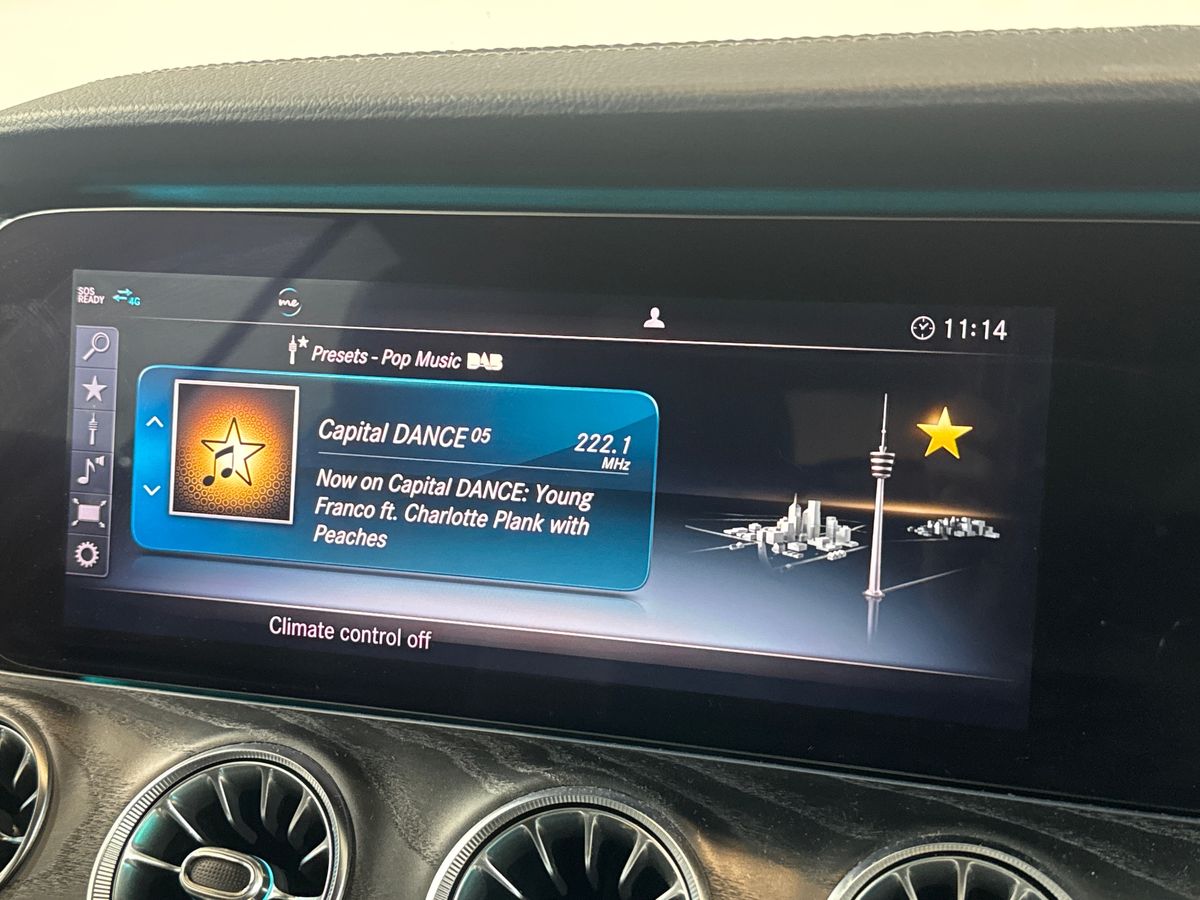 SOS
READY
4G
me
11:14
Presets - Pop Music DAB
Capital DANCE 05
222.1
MHz
Now on Capital DANCE: Young
Franco ft. Charlotte Plank with
Peaches
Climate control off